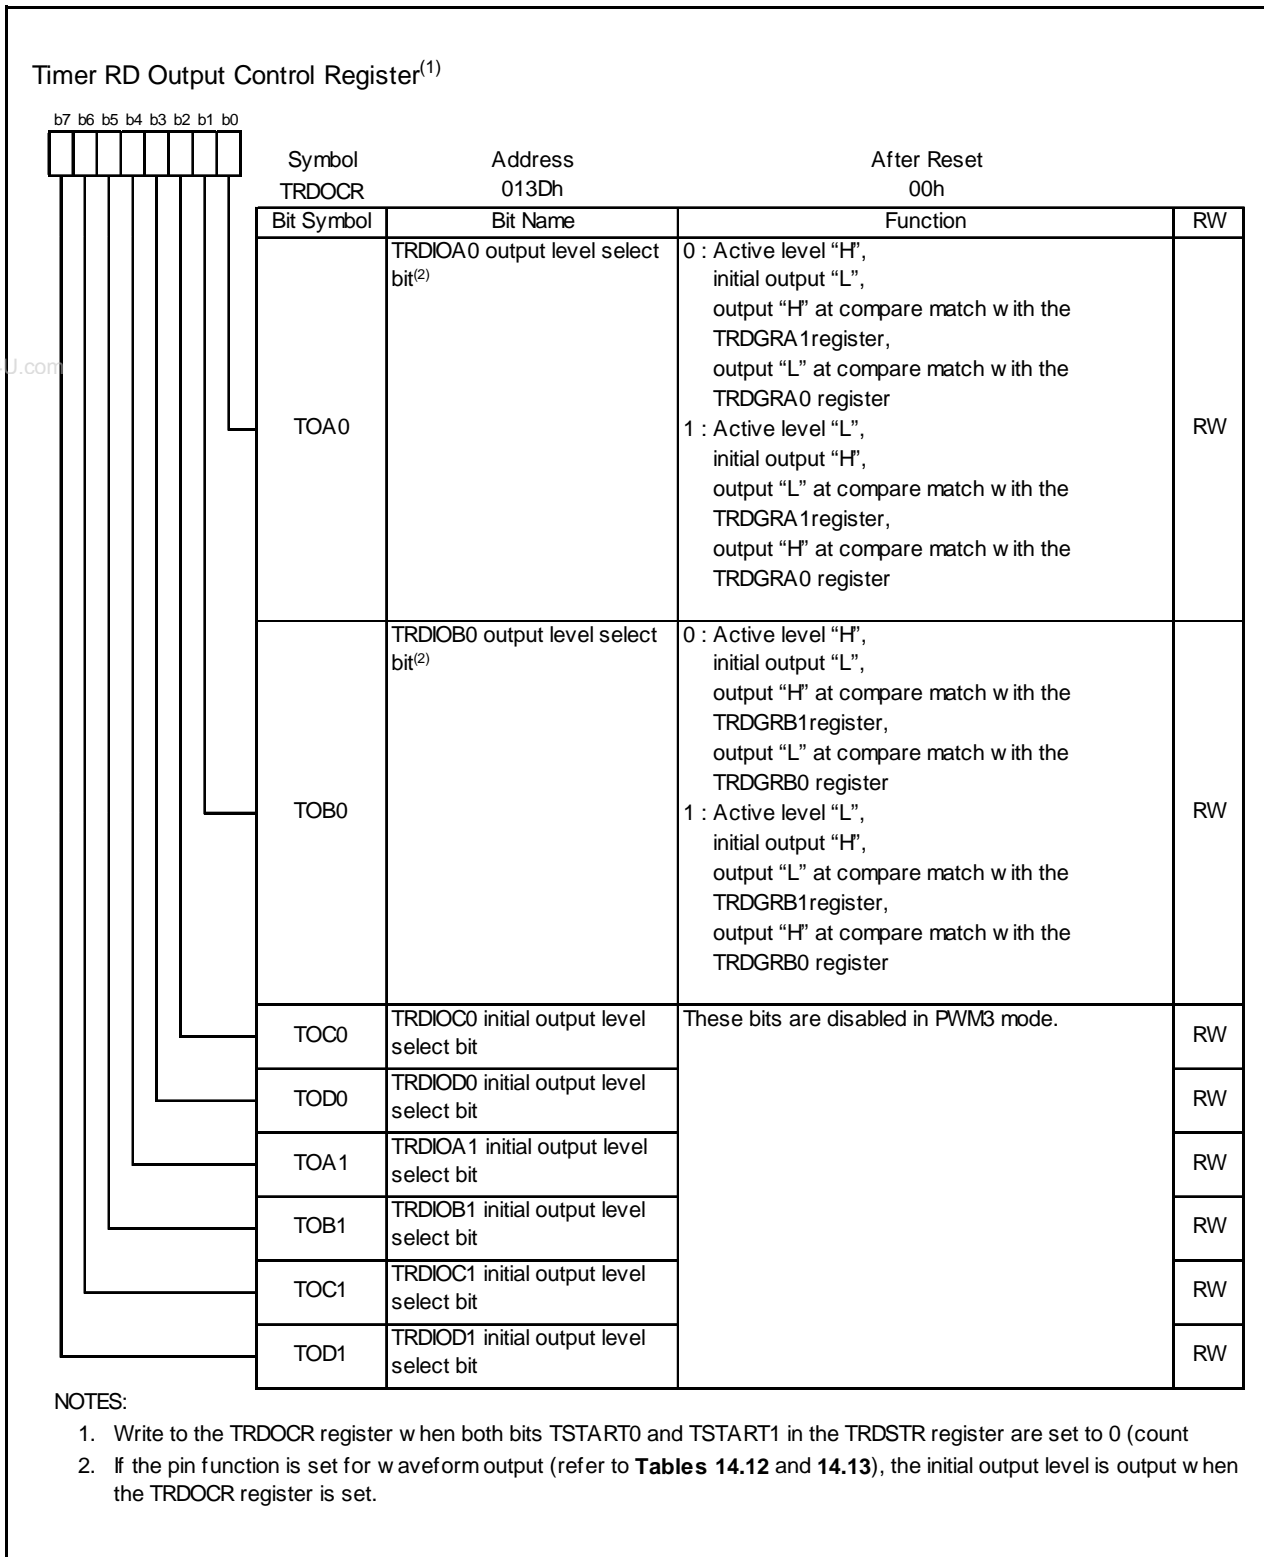 Timer RD Output Control Register(1)
b7 b6 b5 b4 b3 b2 b1 b0
Symbol Address After Reset
TRDOCR 013Dh 00h
Bit Symbol Bit Name Function RW
TOA0 TRDIOA0 output level select bit(2) RW
0 : Active level “H”,
initial output “L”,
output “H” at compare match with the
TRDGRA1register,
output “L” at compare match with the
TRDGRA0 register
1 : Active level “L”,
initial output “H”,
output “L” at compare match with the
TRDGRA1register,
output “H” at compare match with the
TRDGRA0 register
TOB0 TRDIOB0 output level select bit(2) RW
0 : Active level “H”,
initial output “L”,
output “H” at compare match with the
TRDGRB1register,
output “L” at compare match with the
TRDGRB0 register
1 : Active level “L”,
initial output “H”,
output “L” at compare match with the
TRDGRB1register,
output “H” at compare match with the
TRDGRB0 register
TOC0 TRDIOC0 initial output level select bit These bits are disabled in PWM3 mode. RW
TOD0 TRDIOD0 initial output level select bit RW
TOA1 TRDIOA1 initial output level select bit RW
TOB1 TRDIOB1 initial output level select bit RW
TOC1 TRDIOC1 initial output level select bit RW
TOD1 TRDIOD1 initial output level select bit RW
NOTES:
1. Write to the TRDOCR register when both bits TSTART0 and TSTART1 in the TRDSTR register are set to 0 (count
2. If the pin function is set for waveform output (refer to Tables 14.12 and 14.13), the initial output level is output when
the TRDOCR register is set.
U.com